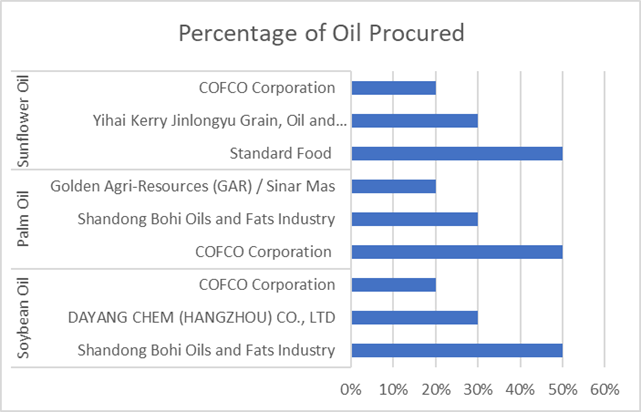 Percentage of Oil Procured
Sunflower Oil
COFCO Corporation
Yihai Kerry Jinlongyu Grain, Oil and...
Standard Food
Palm Oil
Golden Agri-Resources (GAR) / Sinar Mas
Shandong Bohi Oils and Fats Industry
COFCO Corporation
Soybean Oil
COFCO Corporation
DAYANG CHEM (HANGZHOU) CO., LTD
Shandong Bohi Oils and Fats Industry
0% 10% 20% 30% 40% 50% 60%